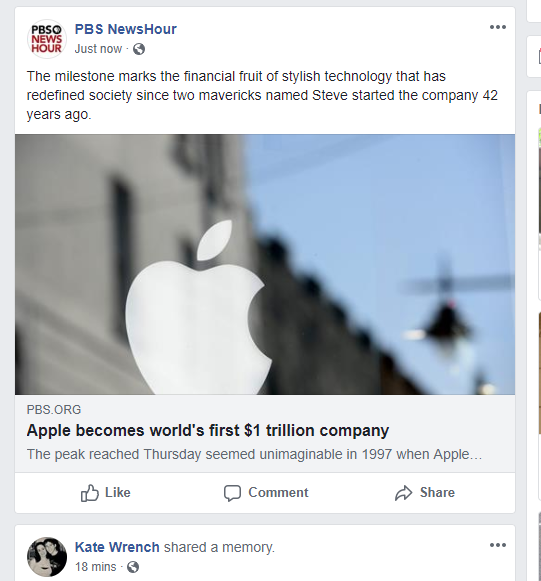 PBS
NEWS
HOUR
PBS NewsHour
Just now ·
The milestone marks the financial fruit of stylish technology that has
redefined society since two mavericks named Steve started the company 42
years ago.
PBS.ORG
Apple becomes world's first $1 trillion company
The peak reached Thursday seemed unimaginable in 1997 when Apple…
Like
Comment
Share
Kate Wrench shared a memory.
18 mins ·